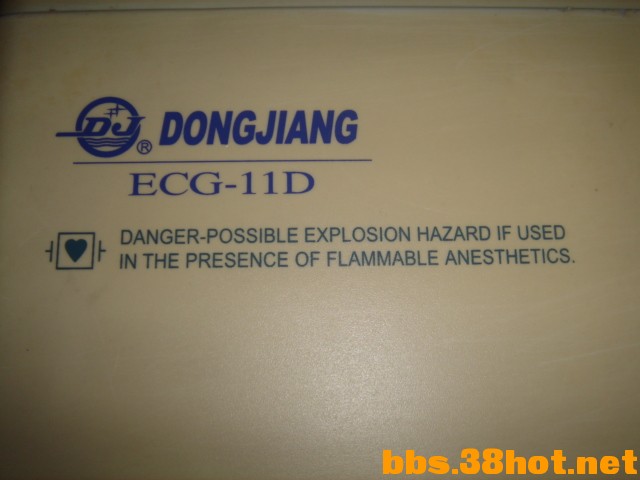 DJ® DONGJIANG
ECG-11D
DANGER-POSSIBLE EXPLOSION HAZARD IF USED
IN THE PRESENCE OF FLAMMABLE ANESTHETICS.
bbs.38hot.net